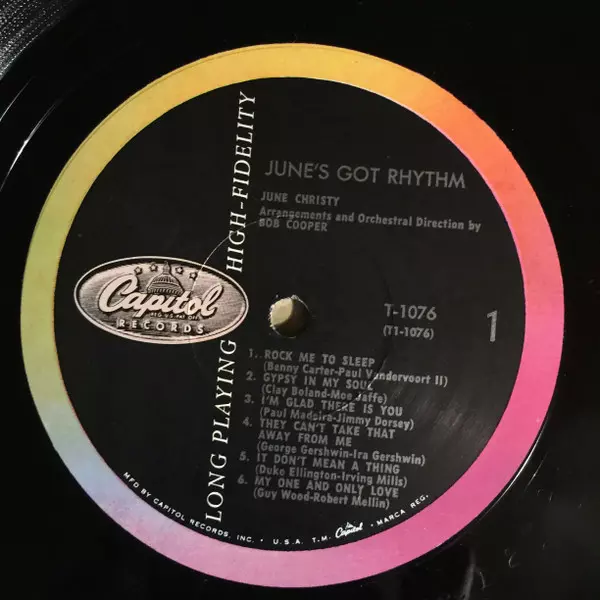 JUNE'S GOT RHYTHM
JUNE CHRISTY
Arrangements and Orchestral Direction by
BOB COOPER
LONG PLAYING HIGH-FIDELITY
Capitol
REG. U.S. PAT. OFF.
RECORDS
T-1076
(T1-1076)
1
1. ROCK ME TO SLEEP
(Benny Carter-Paul Vandervoort II)
2. GYPSY IN MY SOUL
(Clay Boland-Moe Jaffe)
3. I'M GLAD THERE IS YOU
(Paul Madeira-Jimmy Dorsey)
4. THEY CAN'T TAKE THAT
AWAY FROM ME
(George Gershwin-Ira Gershwin)
5. IT DON'T MEAN A THING
(Duke Ellington-Irving Mills)
6. MY ONE AND ONLY LOVE
(Guy Wood-Robert Mellin)
MFD BY CAPITOL RECORDS, INC. • U.S.A. T.M. Capitol • MARCA REG.